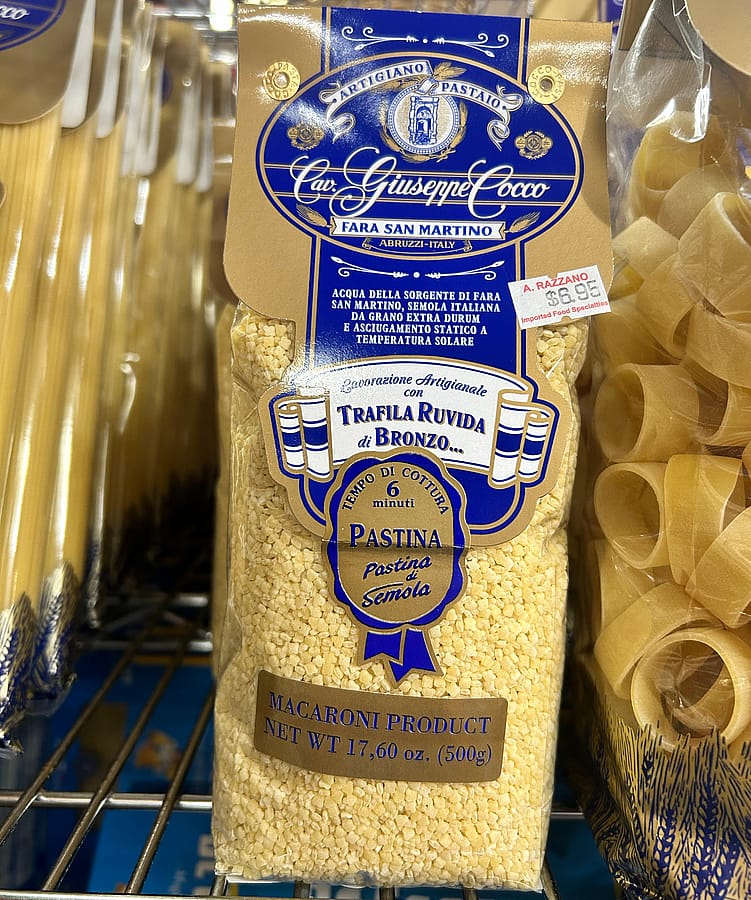 ARTIGIANO PASTAIO
Cav. Giuseppe Cocco
FARA SAN MARTINO
ABRUZZI-ITALY
ACQUA DELLA SORGENTE DI FARA
SAN MARTINO, SEMOLA ITALIANA
DA GRANO EXTRA DURUM
E ASCIUGAMENTO STATICO A
TEMPERATURA SOLARE
A. RAZZANO
$6.95
Imported Food Specialties
Lavorazione Artigianale
con
TRAFILA RUVIDA
di BRONZO...
TEMPO DI COTTURA
6
minuti
PASTINA
Pastina
di
Semola
MACARONI PRODUCT
NET WT 17,60 oz. (500g)